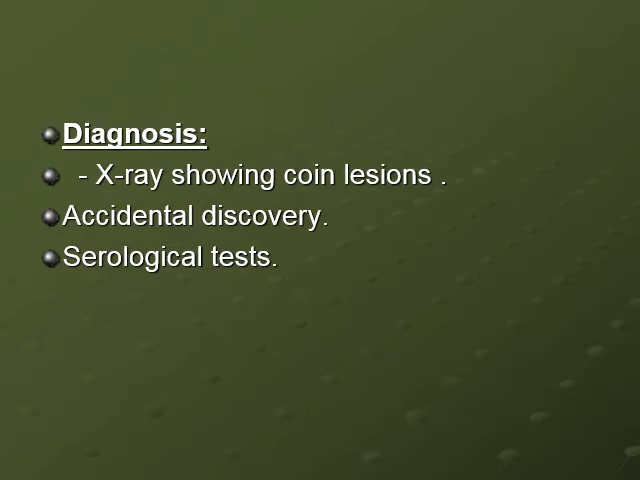 Diagnosis:
- X-ray showing coin lesions .
Accidental discovery.
Serological tests.